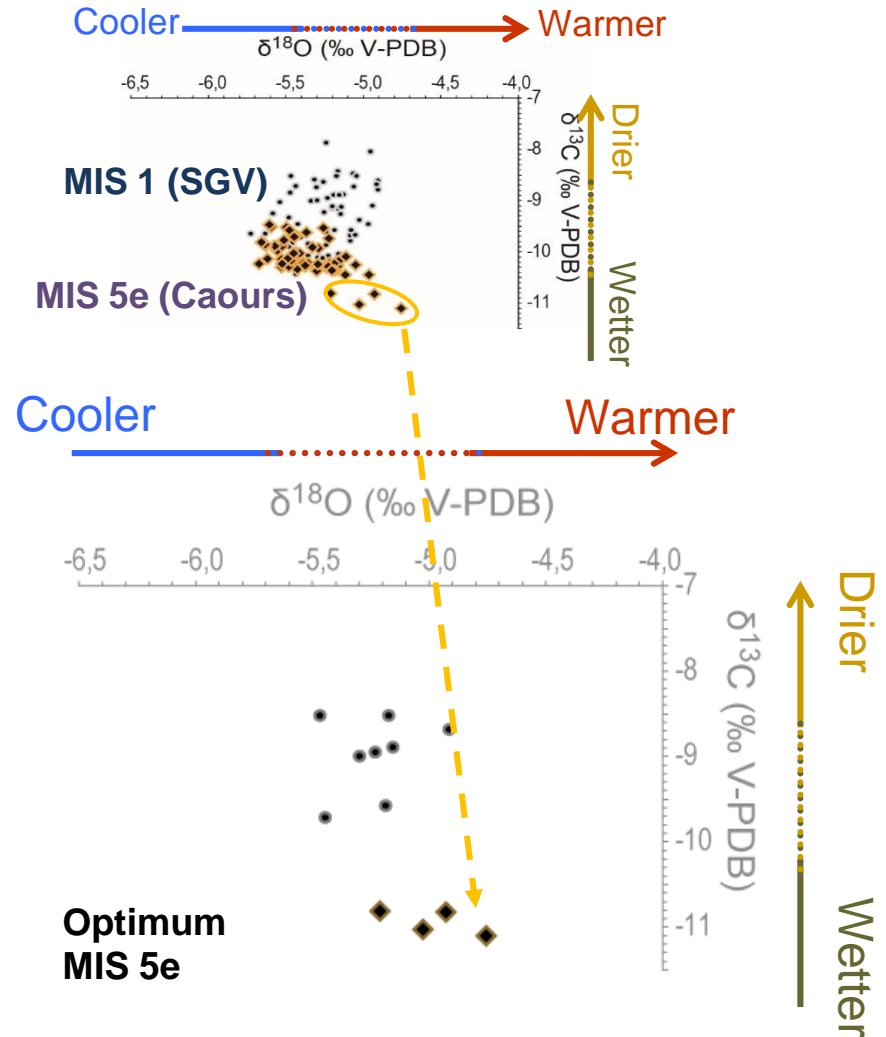 Cooler
Warmer
δ18O (‰ V-PDB)
-6,5 -6,0 -5,5 -5,0 -4,5 -4,0
-7
-8
-9
-10
-11
δ13C (‰ V-PDB)
Drier
Wetter
MIS 1 (SGV)
MIS 5e (Caours)
Cooler
Warmer
δ18O (‰ V-PDB)
-6,5 -6,0 -5,5 -5,0 -4,5 -4,0
-7
-8
-9
-10
-11
δ13C (‰ V-PDB)
Drier
Wetter
Optimum
MIS 5e